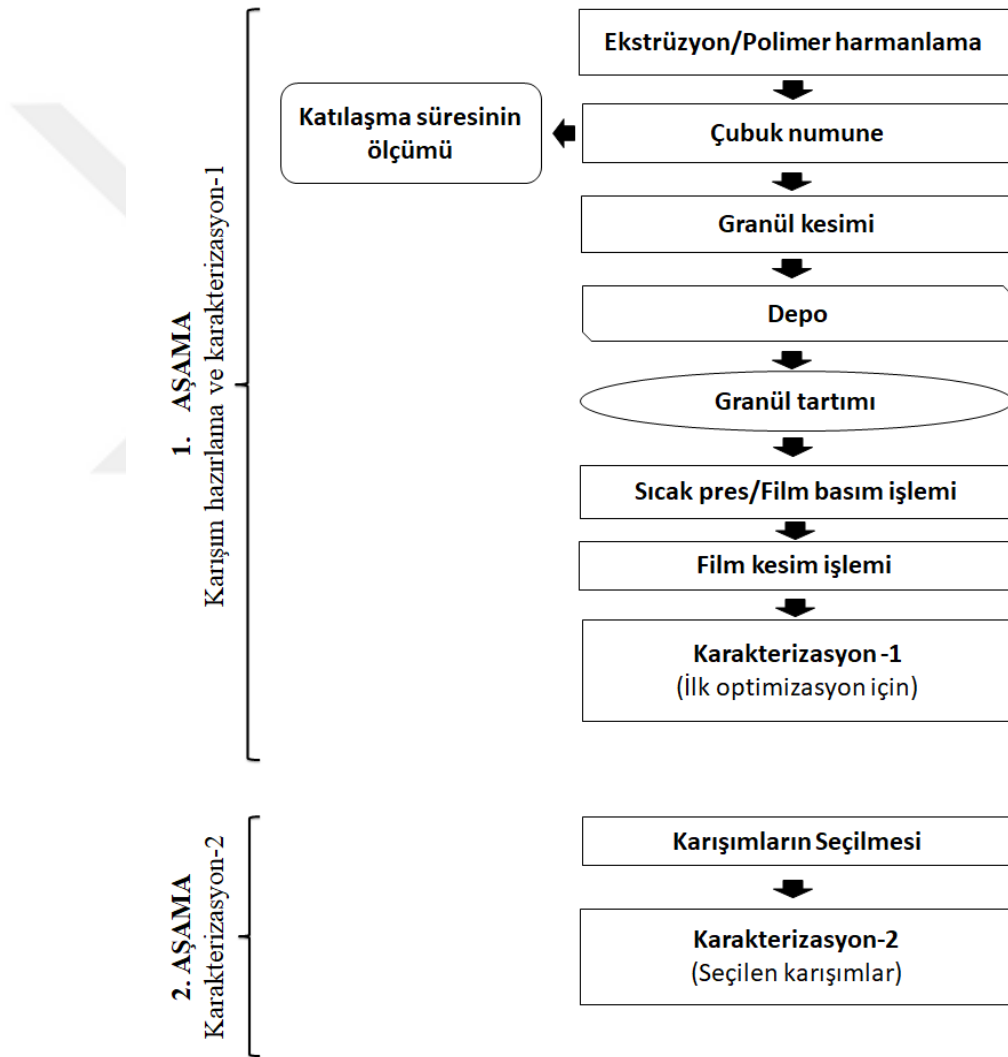 1. AŞAMA
Karışım hazırlama ve karakterizasyon-1
Ekstrüzyon/Polimer harmanlama
Katılaşma süresinin
ölçümü
Çubuk numune
Granül kesimi
Depo
Granül tartımı
Sıcak pres/Film basım işlemi
Film kesim işlemi
Karakterizasyon -1
(İlk optimizasyon için)
2. AŞAMA
Karakterizasyon-2
Karışımların Seçilmesi
Karakterizasyon-2
(Seçilen karışımlar)